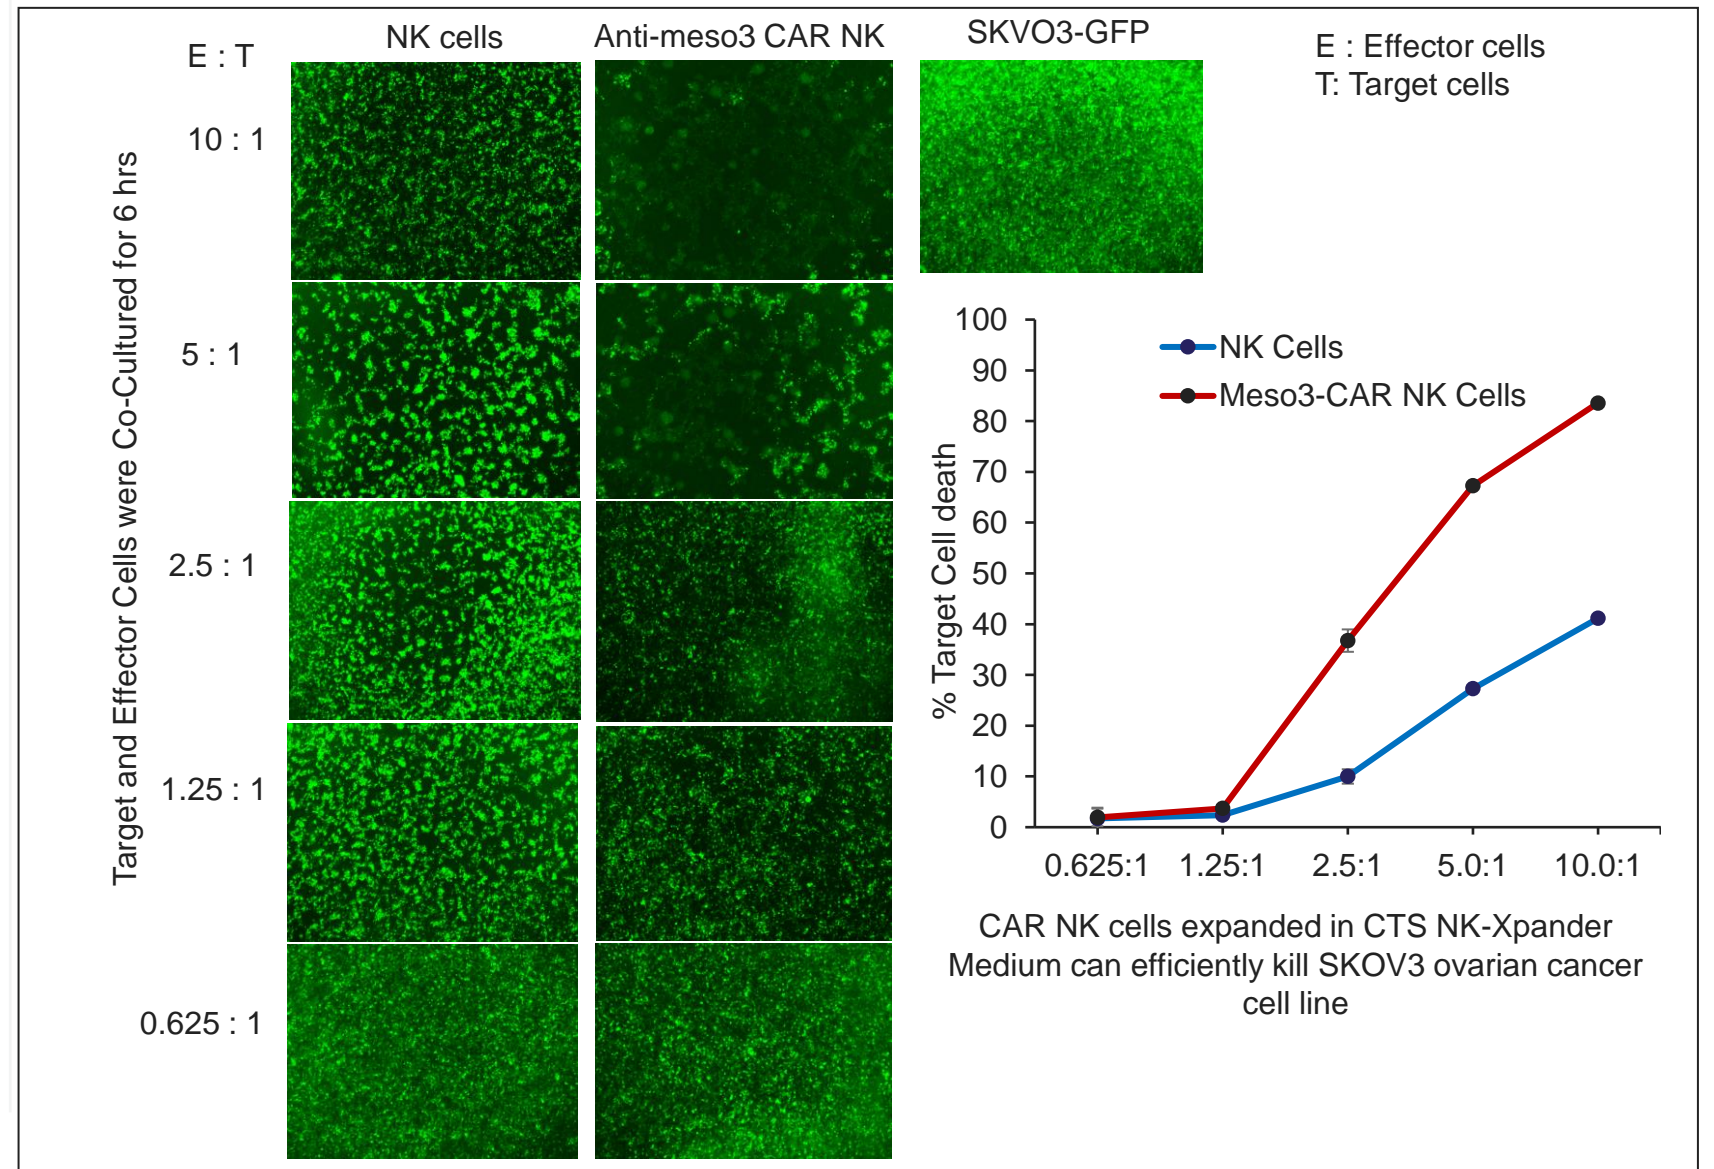 E : T
NK cells
Anti-meso3 CAR NK
SKVO3-GFP
E : Effector cells
T: Target cells
Target and Effector Cells were Co-Cultured for 6 hrs
10 : 1
5 : 1
2.5 : 1
1.25 : 1
0.625 : 1
% Target Cell death
100
90
80
70
60
50
40
30
20
10
0
NK Cells
Meso3-CAR NK Cells
0.625:1
1.25:1
2.5:1
5.0:1
10.0:1
CAR NK cells expanded in CTS NK-Xpander
Medium can efficiently kill SKOV3 ovarian cancer
cell line